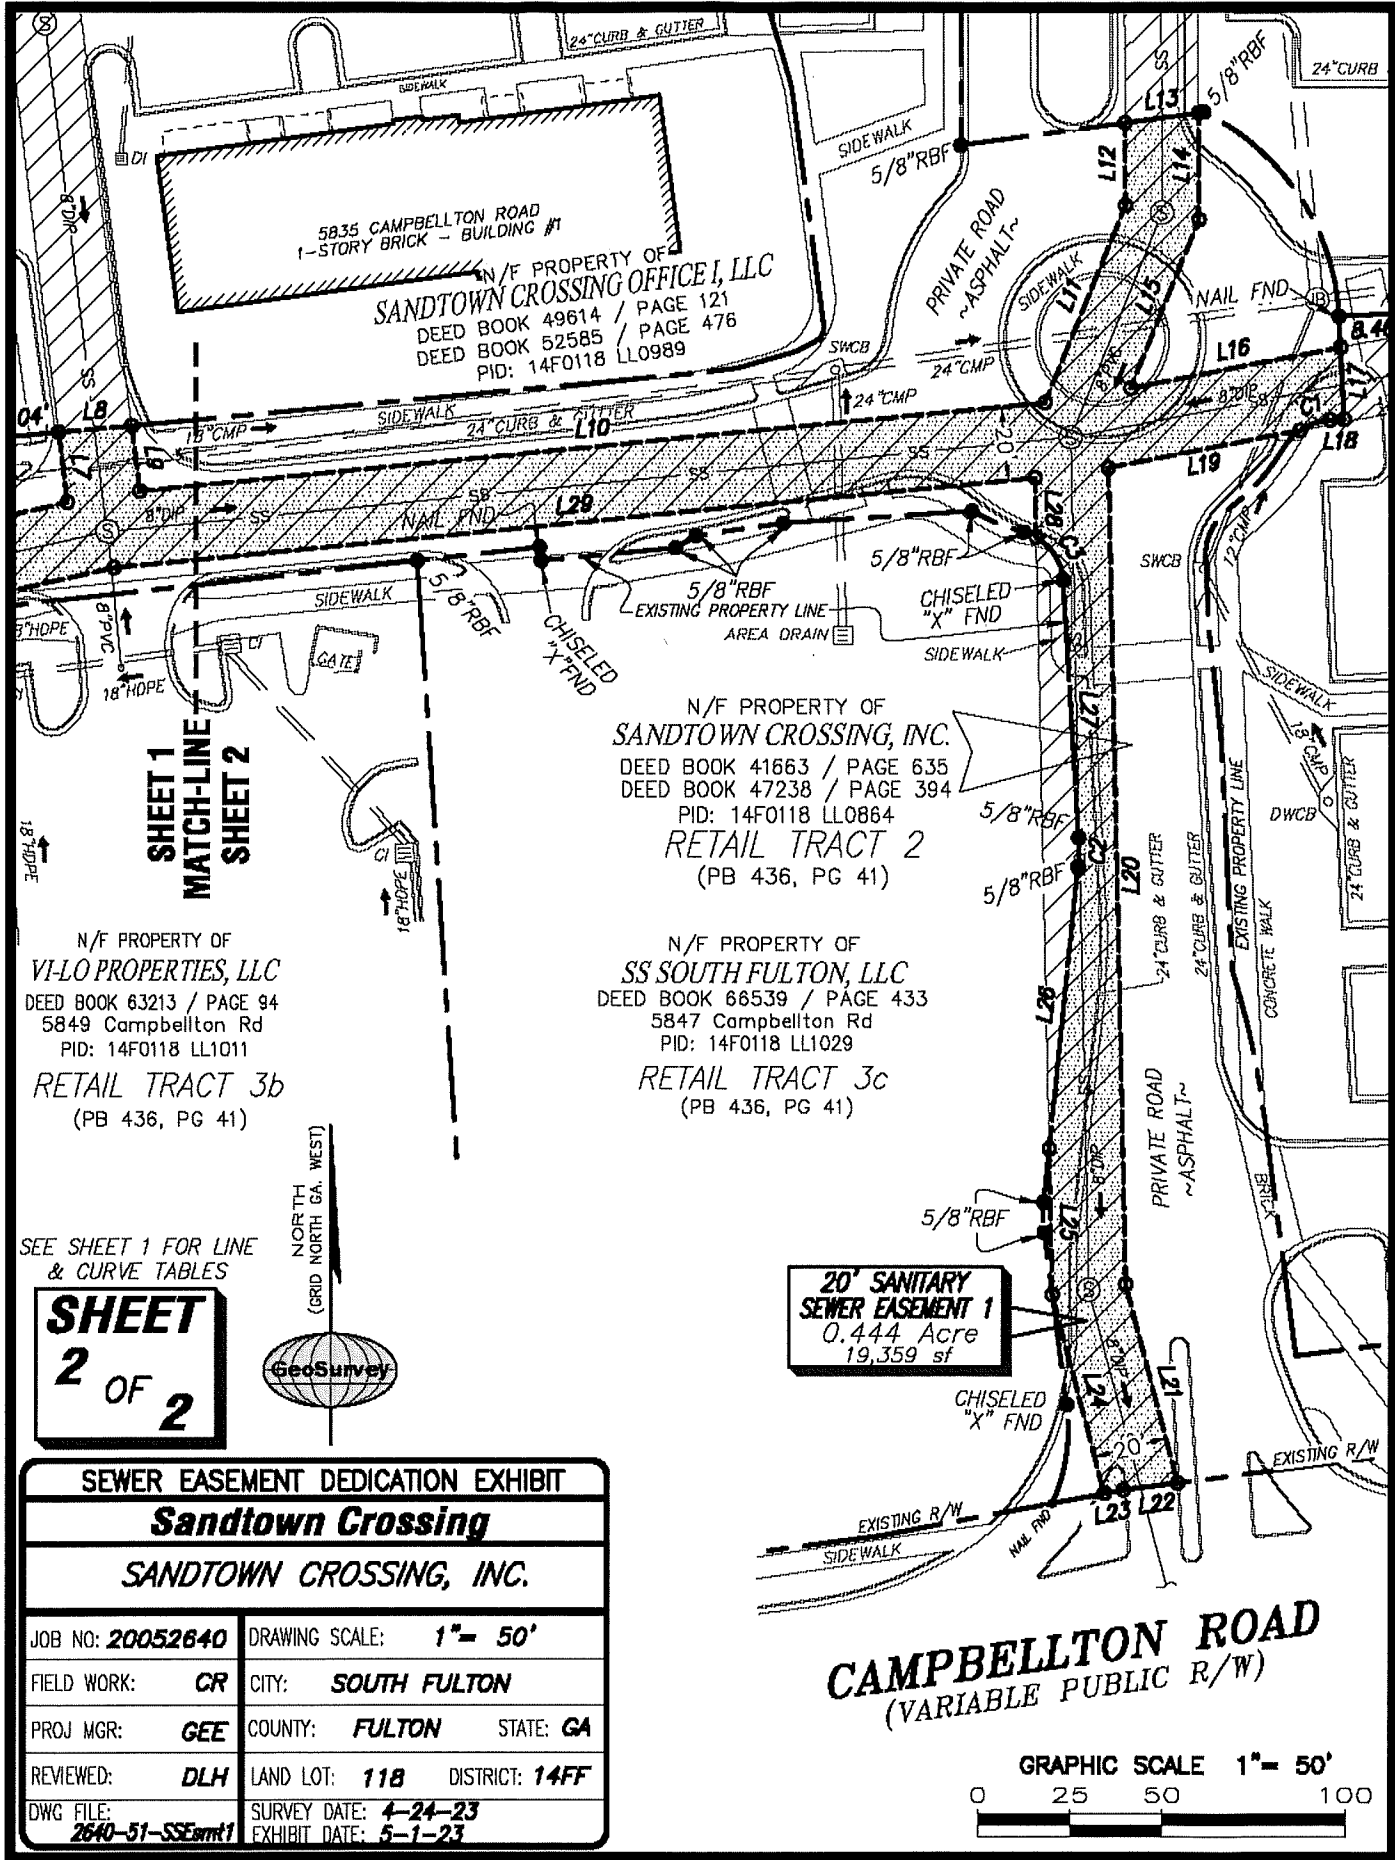 24"CURB & GUTTER
24"CURB
SIDEWALK
SIDEWALK
DI
8"DIP
SS
L13
5/8"RBF
L12
L14
5/8"RBF
5835 CAMPBELLTON ROAD
1-STORY BRICK - BUILDING #1
N/F PROPERTY OF
SANDTOWN CROSSING OFFICE I, LLC
DEED BOOK 49614 / PAGE 121
DEED BOOK 52585 / PAGE 476
PID: 14F0118 LL0989
PRIVATE ROAD
~ASPHALT~
SIDEWALK
L11
L15
NAIL FND
JB
8.46
L16
L17
8"DIP
SS
C1
L18
L19
SWCB
24"CMP
24"CMP
04'
SS
L8
L7
L9
18"CMP
SIDEWALK
24"CURB & GUTTER
L10
20'
SS
SS
SS
8"DIP
NAIL FND
L29
L28
C3
5/8"RBF
5/8"RBF
5/8"RBF
CHISELED
"X" FND
EXISTING PROPERTY LINE
AREA DRAIN
SIDEWALK
SIDEWALK
CHISELED
"X"FND
8"PVC
18"HDPE
CI
GATE
SWCB
12"CMP
SIDEWALK
18"CMP
DWCB
24"CURB & GUTTER
SHEET 1
MATCH-LINE
SHEET 2
18"HDPE
CI
18"HDPE
N/F PROPERTY OF
SANDTOWN CROSSING, INC.
DEED BOOK 41663 / PAGE 635
DEED BOOK 47238 / PAGE 394
PID: 14F0118 LL0864
RETAIL TRACT 2
(PB 436, PG 41)
L27
5/8"RBF
C2
5/8"RBF
L20
24"CURB & GUTTER
24"CURB & GUTTER
EXISTING PROPERTY LINE
CONCRETE WALK
N/F PROPERTY OF
VI-LO PROPERTIES, LLC
DEED BOOK 63213 / PAGE 94
5849 Campbellton Rd
PID: 14F0118 LL1011
RETAIL TRACT 3b
(PB 436, PG 41)
N/F PROPERTY OF
SS SOUTH FULTON, LLC
DEED BOOK 66539 / PAGE 433
5847 Campbellton Rd
PID: 14F0118 LL1029
RETAIL TRACT 3c
(PB 436, PG 41)
L26
SS
8"DIP
PRIVATE ROAD
~ASPHALT~
BRICK
5/8"RBF
L25
NORTH
(GRID NORTH GA. WEST)
GeoSurvey
SEE SHEET 1 FOR LINE
& CURVE TABLES
SHEET
2 OF 2
20' SANITARY
SEWER EASEMENT 1
0.444 Acre
19,359 sf
8"DIP
L24
L21
CHISELED
"X" FND
20'
EXISTING R/W
L23
L22
EXISTING R/W
SIDEWALK
NAIL FND
SEWER EASEMENT DEDICATION EXHIBIT
Sandtown Crossing
SANDTOWN CROSSING, INC.
JOB NO: 20052640 DRAWING SCALE: 1"= 50'
FIELD WORK: CR CITY: SOUTH FULTON
PROJ MGR: GEE COUNTY: FULTON STATE: GA
REVIEWED: DLH LAND LOT: 118 DISTRICT: 14FF
DWG FILE: 2640-51-SSEsmt1
SURVEY DATE: 4-24-23
EXHIBIT DATE: 5-1-23
CAMPBELLTON ROAD
(VARIABLE PUBLIC R/W)
GRAPHIC SCALE 1"= 50'
0 25 50 100